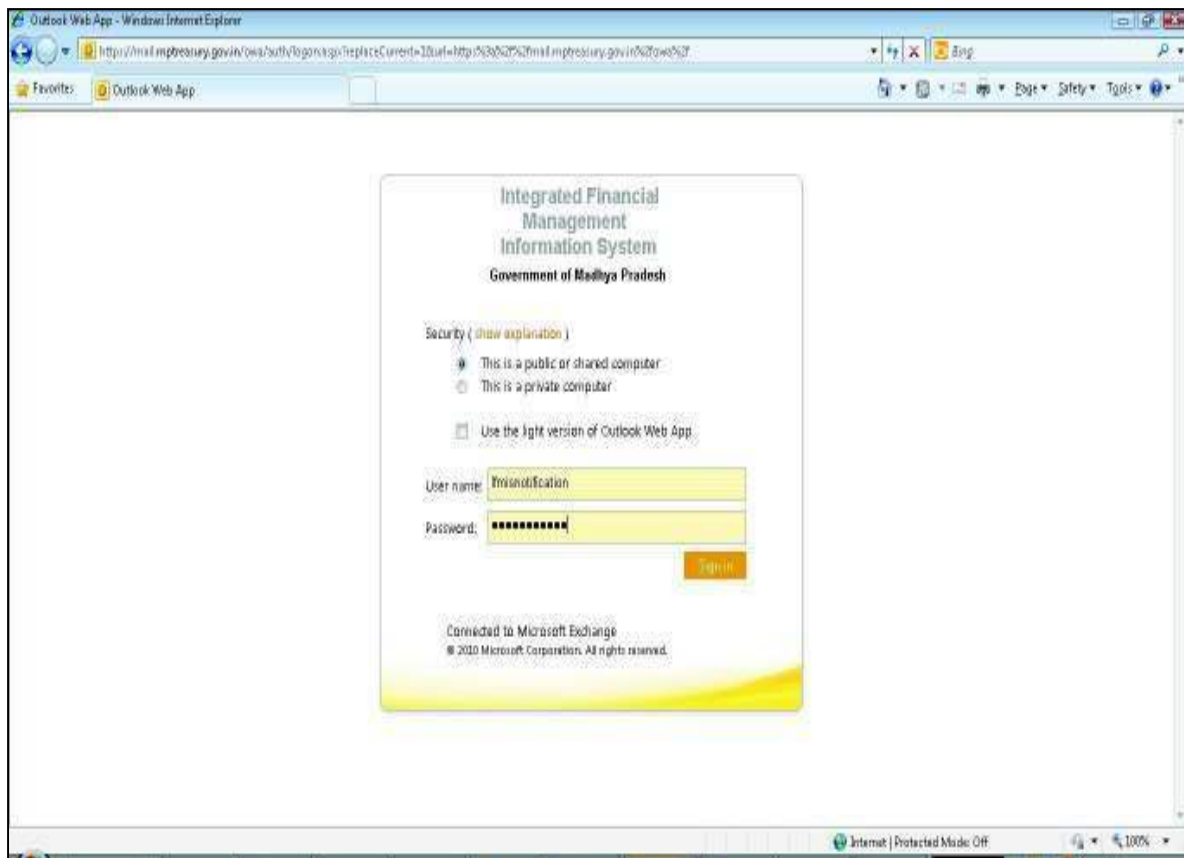 Outlook Web App - Windows Internet Explorer
Bing
Favorites
Outlook Web App
Page
Safety
Tools
Integrated Financial
Management
Information System
Government of Madhya Pradesh
Security ( show explanation )
This is a public or shared computer
This is a private computer
Use the light version of Outlook Web App
User name:
ifmisnotification
Password:
Sign in
Connected to Microsoft Exchange
© 2010 Microsoft Corporation. All rights reserved.
Internet | Protected Mode: Off
100%